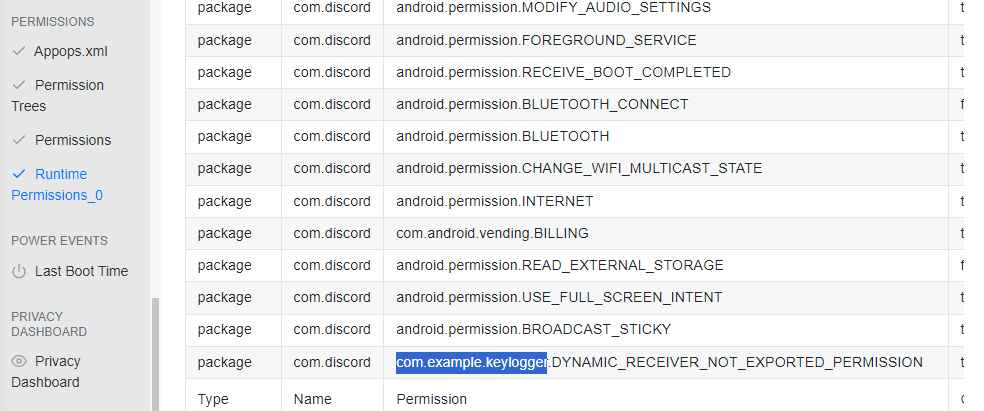 PERMISSIONS
Appops.xml
Permission
Trees
Permissions
Runtime
Permissions_0
POWER EVENTS
Last Boot Time
PRIVACY
DASHBOARD
Privacy
Dashboard
package com.discord android.permission.MODIFY_AUDIO_SETTINGS t
package com.discord android.permission.FOREGROUND_SERVICE t
package com.discord android.permission.RECEIVE_BOOT_COMPLETED t
package com.discord android.permission.BLUETOOTH_CONNECT f
package com.discord android.permission.BLUETOOTH t
package com.discord android.permission.CHANGE_WIFI_MULTICAST_STATE t
package com.discord android.permission.INTERNET t
package com.discord com.android.vending.BILLING t
package com.discord android.permission.READ_EXTERNAL_STORAGE f
package com.discord android.permission.USE_FULL_SCREEN_INTENT t
package com.discord android.permission.BROADCAST_STICKY t
package com.discord com.example.keylogger.DYNAMIC_RECEIVER_NOT_EXPORTED_PERMISSION t
Type Name Permission